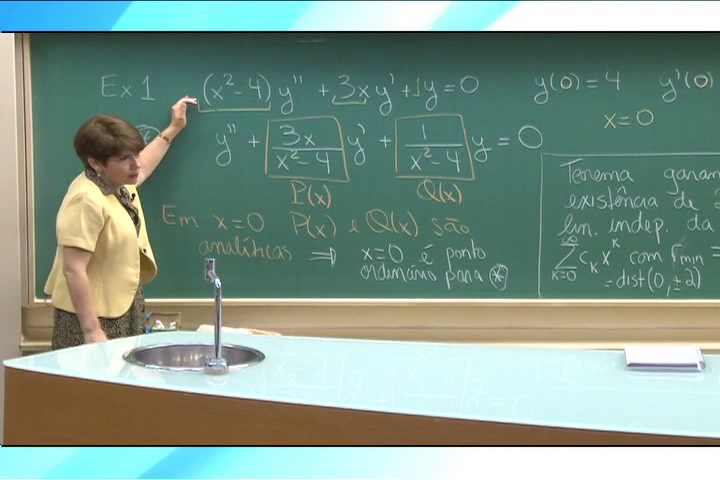 Ex 1 (x²-4)y'' + 3xy' + 1y = 0 y(0) = 4 y'(0)
x=0
y'' + 3x/(x²-4) y' + 1/(x²-4) y = 0
P(x) Q(x)
Em x=0 P(x) e Q(x) são
analíticas ⇒ x=0 é ponto
ordinário para (*)
Teorema garan
existência de
lin. indep. da
∑_{k=0}^{∞} c_k x^k com r_min =
= dist(0, ±2)